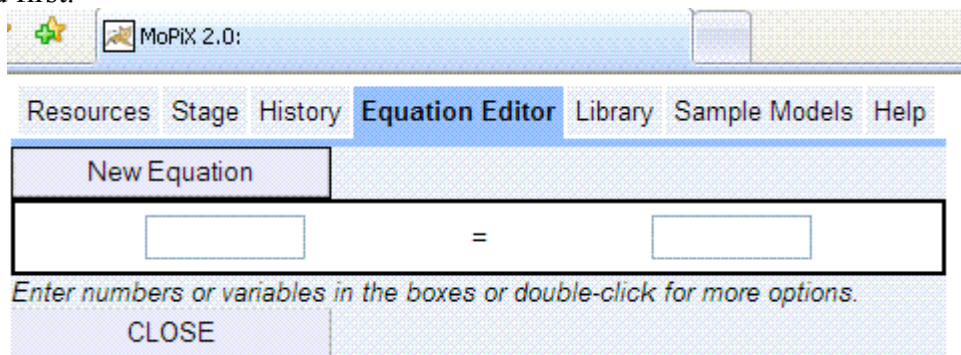 MoPiX 2.0:
Resources Stage History Equation Editor Library Sample Models Help
New Equation
=
Enter numbers or variables in the boxes or double-click for more options.
CLOSE